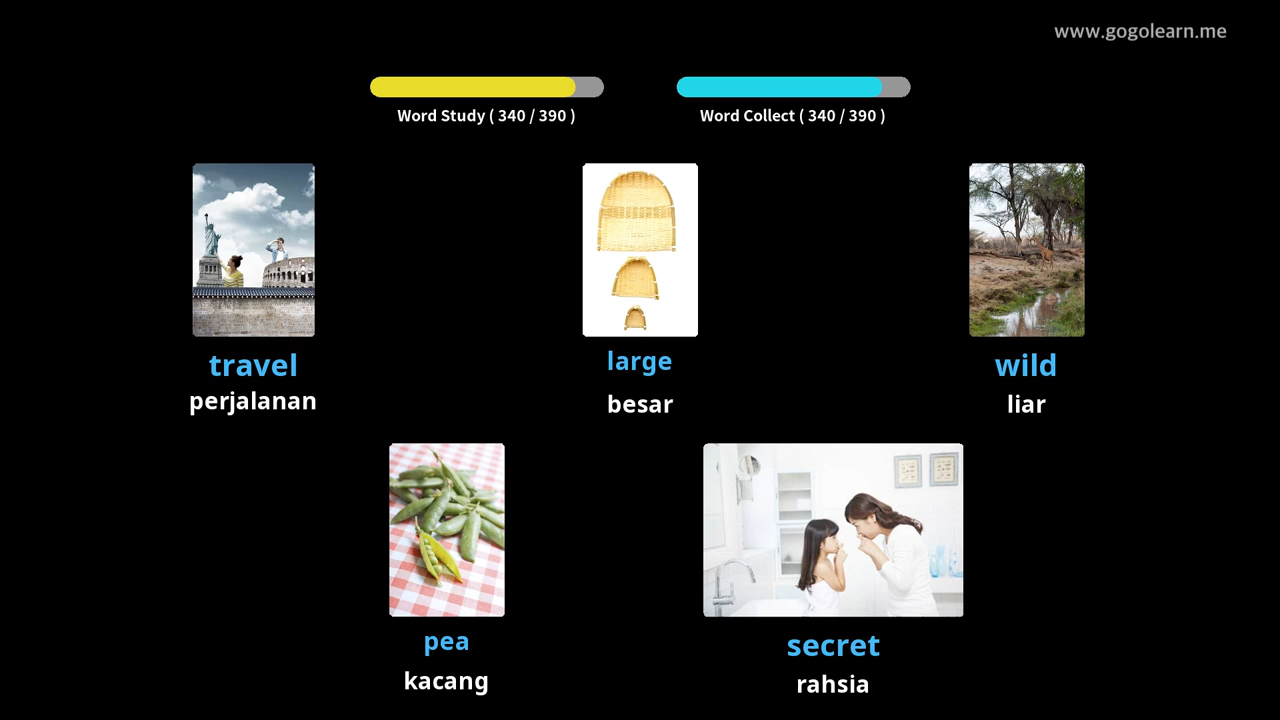 www.gogolearn.me
Word Study ( 340 / 390 )
Word Collect ( 340 / 390 )
travel
perjalanan
large
besar
wild
liar
pea
kacang
secret
rahsia